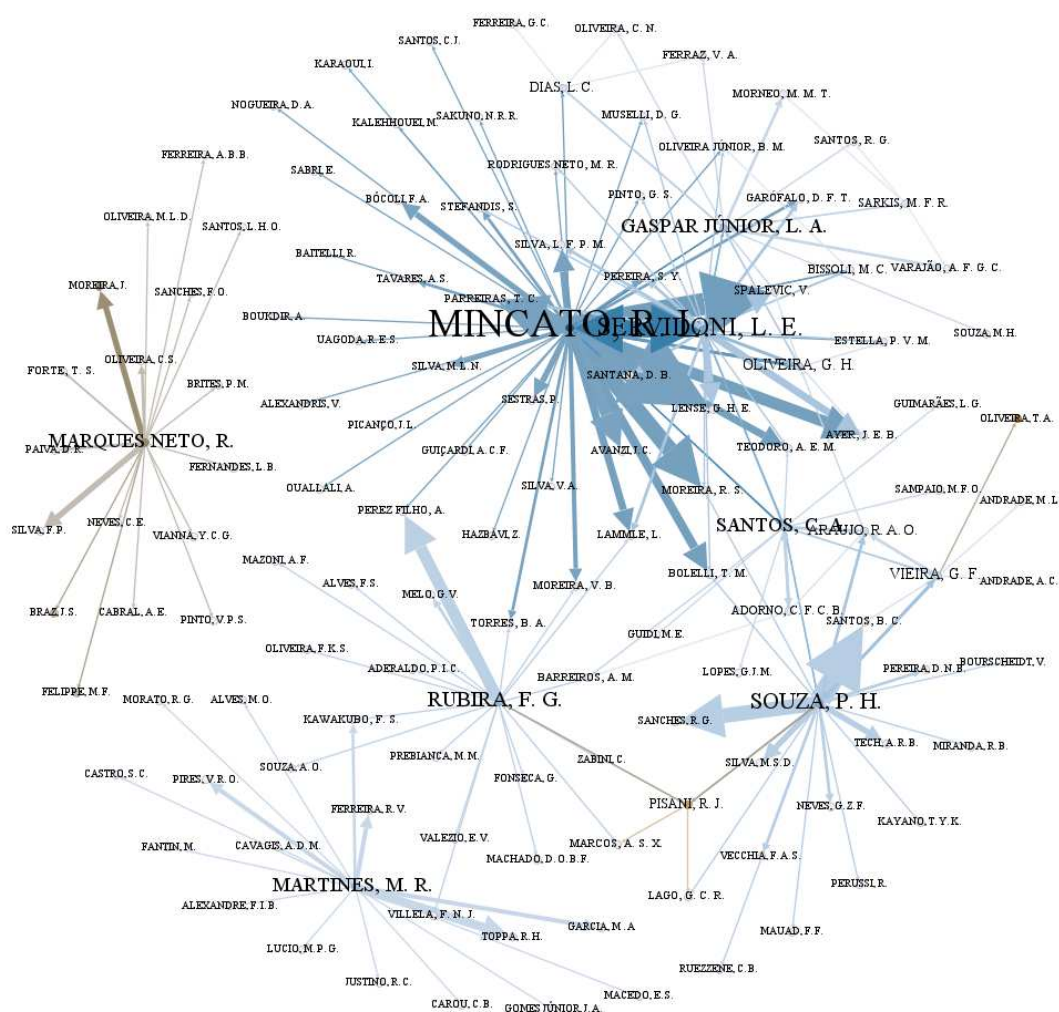 FERREIRA, G. C.
OLIVEIRA, C. N.
SANTOS, C.J.
FERRAZ, V. A.
KARAOUI, I.
DIAS, L. C.
MORNEO, M. M. T.
NOGUEIRA, D. A.
SAKUNO, N. R. R.
MUSELLI, D. G.
KALEHHOUEI, M.
SANTOS, R. G.
OLIVEIRA JÚNIOR, B. M.
FERREIRA, A. B. B.
SABRI, E.
RODRIGUES NETO, M. R.
BÓCOLI, F.A.
PINTO, G. S.
GARÓFALO, D. F. T.
SARKIS, M. F. R.
OLIVEIRA, M. L. D.
STEFANDIS, S.
SANTOS, L. H. O.
GASPAR JÚNIOR, L. A.
SILVA, L. F. P. M.
BAITELLI, R.
VARAJÃO, A. F. G. C.
BISSOLI, M. C.
PEREIRA, S. Y.
TAVARES, A. S.
MOREIRA, J.
SANCHES, F. O.
SPALEVIC, V.
PARREIRAS, T. C.
BOUKDIR, A.
MINCATO, R. L.
SERVIDONI, L. E.
SOUZA, M.H.
UAGODA, R. E. S.
ESTELLA, P. V. M.
OLIVEIRA, C. S.
SILVA, M. L. N.
OLIVEIRA, G. H.
FORTE, T. S.
SANTANA, D. B.
BRITES, P. M.
SESTRAS, P.
ALEXANDRIS, V.
LENSE, G. H. E.
GUIMARÃES, L. G.
OLIVEIRA, T.A.
PICANÇO, J.L.
AYER, J. E. B.
MARQUES NETO, R.
PAIVA, D. R.
GUIÇARDI, A. C. F.
AVANZI, J.C.
TEODORO, A. E. M.
FERNANDES, L. B.
OUALLALI, A.
SILVA, V. A.
MOREIRA, R. S.
SAMPAIO, M. F. O.
ANDRADE, M. L.
PEREZ FILHO, A.
SILVA, F.P.
NEVES, C. E.
SANTOS, C. A.
ARAUJO, R. A. O.
VIANNA, Y. C. G.
HAZBAVI, Z.
LAMMLE, L.
MAZONI, A.F.
BOLELLI, T. M.
VIEIRA, G. F.
ALVES, F.S.
MOREIRA, V. B.
ANDRADE, A. C.
MELO, G. V.
BRAZ, J.S.
CABRAL, A. E.
PINTO, V. P. S.
ADORNO, C. F. C. B.
TORRES, B. A.
SANTOS, B. C.
GUIDI, M. E.
OLIVEIRA, F. K. S.
ADERALDO, P. I. C.
LOPES, G. J. M.
PEREIRA, D. N. B.
BOURSCHEIDT, V.
BARREIROS, A. M.
FELIPPE, M. F.
MORATO, R. G.
ALVES, M. O.
RUBIRA, F. G.
SOUZA, P. H.
KAWAKUBO, F. S.
SANCHES, R. G.
TECH, A. R. B.
MIRANDA, R. B.
PREBIANCA, M. M.
ZABINI, C.
SILVA, M. S. D.
SOUZA, A. O.
CASTRO, S. C.
PIRES, V. R. O.
FONSECA, G.
PISANI, R. J.
NEVES, G. Z. F.
FERREIRA, R. V.
KAYANO, T. Y. K.
VALEZIO, E. V.
MARCOS, A. S. X.
FANTIN, M.
CAVAGIS, A. D. M.
VECCHIA, F. A. S.
MACHADO, D. O. B. F.
MARTINES, M. R.
PERUSSI, R.
LAGO, G. C. R.
ALEXANDRE, F. I. B.
VILLELA, F. N. J.
GARCIA, M. A
MAUAD, F. F.
TOPPA, R. H.
LUCIO, M. P. G.
RUEZZENE, C. B.
JUSTINO, R. C.
MACEDO, E. S.
CAROU, C. B.
GOMES JÚNIOR, J. A.